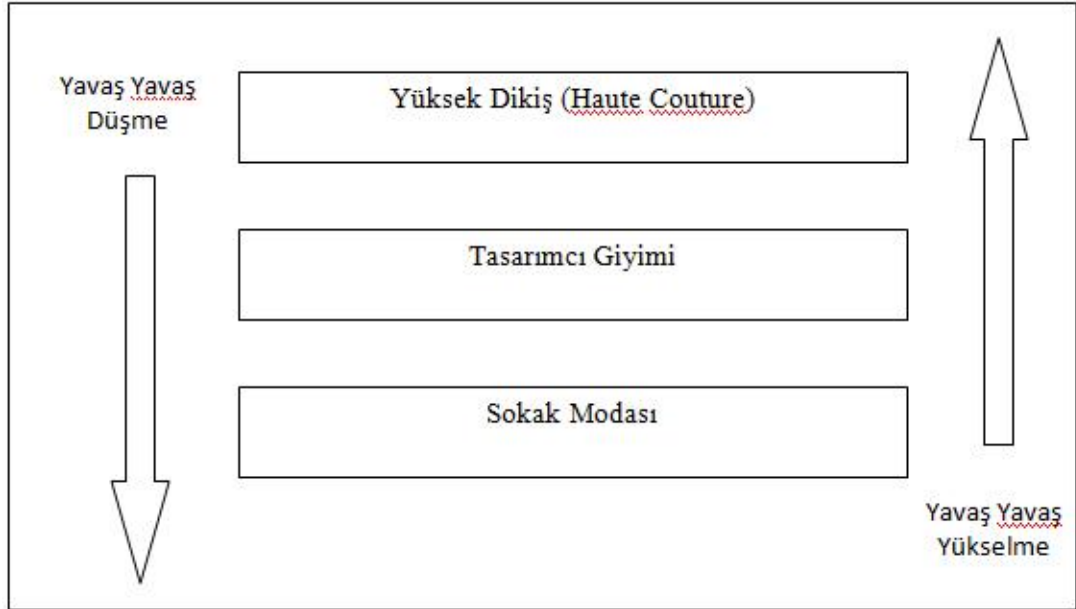 Yavaş Yavaş
Düşme
Yüksek Dikiş (Haute Couture)
Tasarımcı Giyimi
Sokak Modası
Yavaş Yavaş
Yükselme